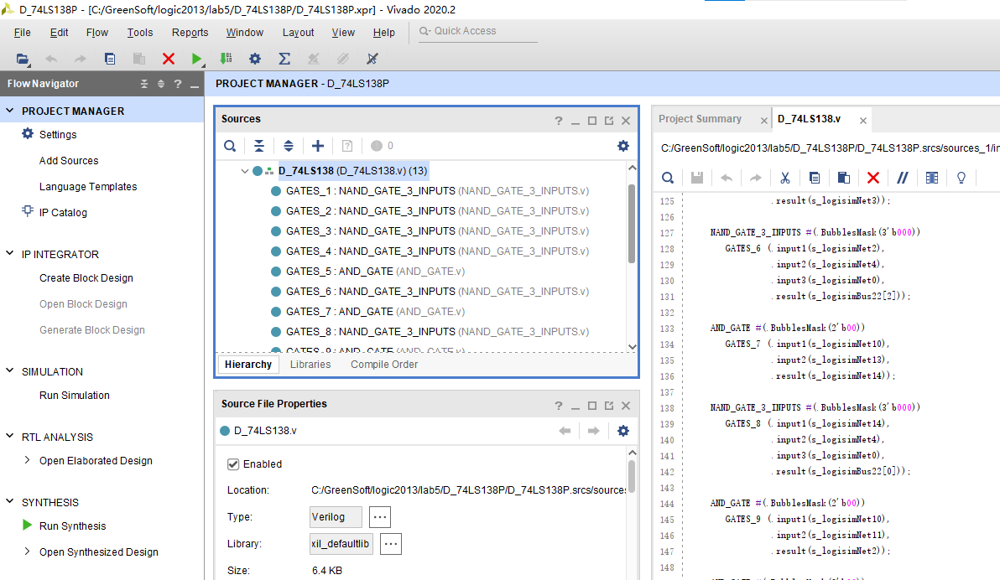 D_74LS138P - [C:/GreenSoft/logic2013/lab5/D_74LS138P/D_74LS138P.xpr] - Vivado 2020.2
File Edit Flow Tools Reports Window Layout View Help Quick Access
Flow Navigator
PROJECT MANAGER
Settings
Add Sources
Language Templates
IP Catalog
IP INTEGRATOR
Create Block Design
Open Block Design
Generate Block Design
SIMULATION
Run Simulation
RTL ANALYSIS
Open Elaborated Design
SYNTHESIS
Run Synthesis
Open Synthesized Design
PROJECT MANAGER - D_74LS138P
Sources
0
D_74LS138 (D_74LS138.v) (13)
GATES_1 : NAND_GATE_3_INPUTS (NAND_GATE_3_INPUTS.v)
GATES_2 : NAND_GATE_3_INPUTS (NAND_GATE_3_INPUTS.v)
GATES_3 : NAND_GATE_3_INPUTS (NAND_GATE_3_INPUTS.v)
GATES_4 : NAND_GATE_3_INPUTS (NAND_GATE_3_INPUTS.v)
GATES_5 : AND_GATE (AND_GATE.v)
GATES_6 : NAND_GATE_3_INPUTS (NAND_GATE_3_INPUTS.v)
GATES_7 : AND_GATE (AND_GATE.v)
GATES_8 : NAND_GATE_3_INPUTS (NAND_GATE_3_INPUTS.v)
GATES_9 : AND_GATE (AND_GATE.v)
Hierarchy Libraries Compile Order
Source File Properties
D_74LS138.v
Enabled
Location: C:/GreenSoft/logic2013/lab5/D_74LS138P/D_74LS138P.srcs/sources
Type: Verilog ...
Library: xil_defaultlib ...
Size: 6.4 KB
Project Summary D_74LS138.v
C:/GreenSoft/logic2013/lab5/D_74LS138P/D_74LS138P.srcs/sources_1/
125 .result(s_logisimNet3));
126
127 NAND_GATE_3_INPUTS #(.BubblesMask(3'b000))
128 GATES_6 (.input1(s_logisimNet2),
129 .input2(s_logisimNet4),
130 .input3(s_logisimNet0),
131 .result(s_logisimBus22[2]));
132
133 AND_GATE #(.BubblesMask(2'b00))
134 GATES_7 (.input1(s_logisimNet10),
135 .input2(s_logisimNet13),
136 .result(s_logisimNet14));
137
138 NAND_GATE_3_INPUTS #(.BubblesMask(3'b000))
139 GATES_8 (.input1(s_logisimNet14),
140 .input2(s_logisimNet4),
141 .input3(s_logisimNet0),
142 .result(s_logisimBus22[0]));
143
144 AND_GATE #(.BubblesMask(2'b00))
145 GATES_9 (.input1(s_logisimNet10),
146 .input2(s_logisimNet11),
147 .result(s_logisimNet2));
148